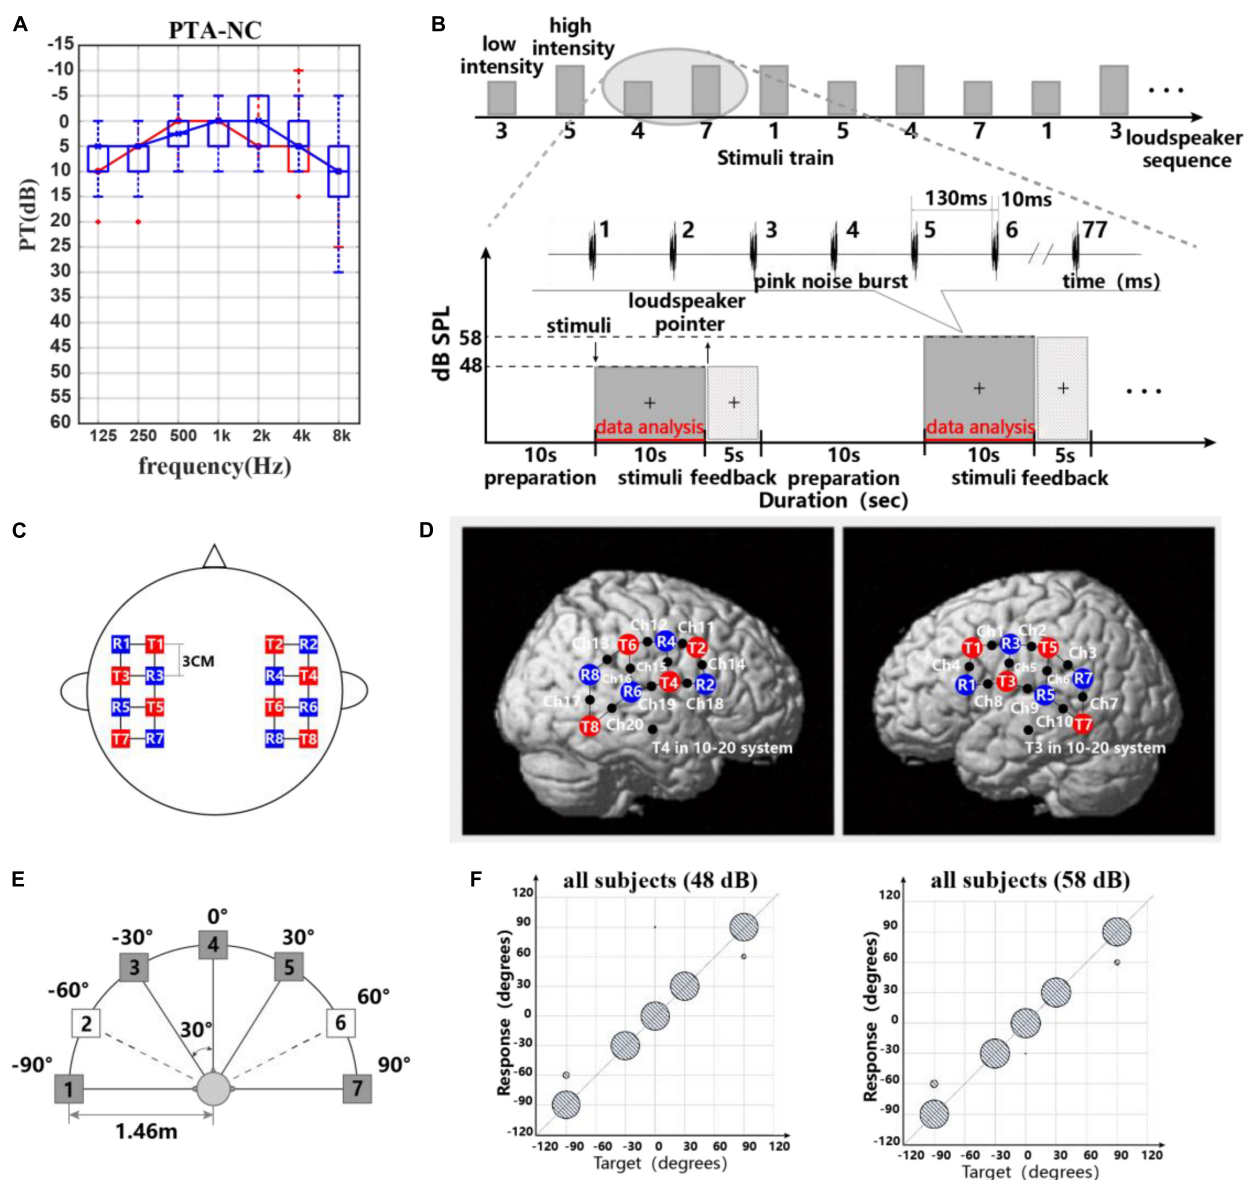 A
PTA-NC
PT(dB)
-15
-10
-5
0
5
10
15
20
25
30
35
40
45
50
55
60
125 250 500 1k 2k 4k 8k
frequency(Hz)
B
low
intensity
high
intensity
3 5 4 7 1 5 4 7 1 3
Stimuli train
loudspeaker
sequence
130ms 10ms
1 2 3 4 5 6 77
pink noise burst
time (ms)
loudspeaker
pointer
stimuli
dB SPL
58
48
data analysis
data analysis
10s 10s 5s 10s 10s 5s
preparation stimuli feedback preparation stimuli feedback
Duration (sec)
C
R1 T1 T2 R2
3CM
T3 R3 R4 T4
R5 T5 T6 R6
T7 R7 R8 T8
D
Ch12 Ch11
Ch13 T6 R4 T2
Ch15 Ch14
R8 Ch16 T4 R2
R6
Ch17 Ch19 Ch18
T8 Ch20
T4 in 10-20 system
Ch1 Ch2
T1 R3 T5 Ch3
Ch4 Ch5 Ch6
R1 T3 R7
R5
Ch8 Ch9 Ch7
Ch10 T7
T3 in 10-20 system
E
0°
-30° 30°
4
3 5
-60° 60°
2 6
30°
-90° 90°
1 7
1.46m
F
all subjects (48 dB)
Response (degrees)
120
90
60
30
0
-30
-60
-90
-120
-120 -90 -60 -30 0 30 60 90 120
Target (degrees)
all subjects (58 dB)
Response (degrees)
120
90
60
30
0
-30
-60
-90
-120
-120 -90 -60 -30 0 30 60 90 120
Target (degrees)